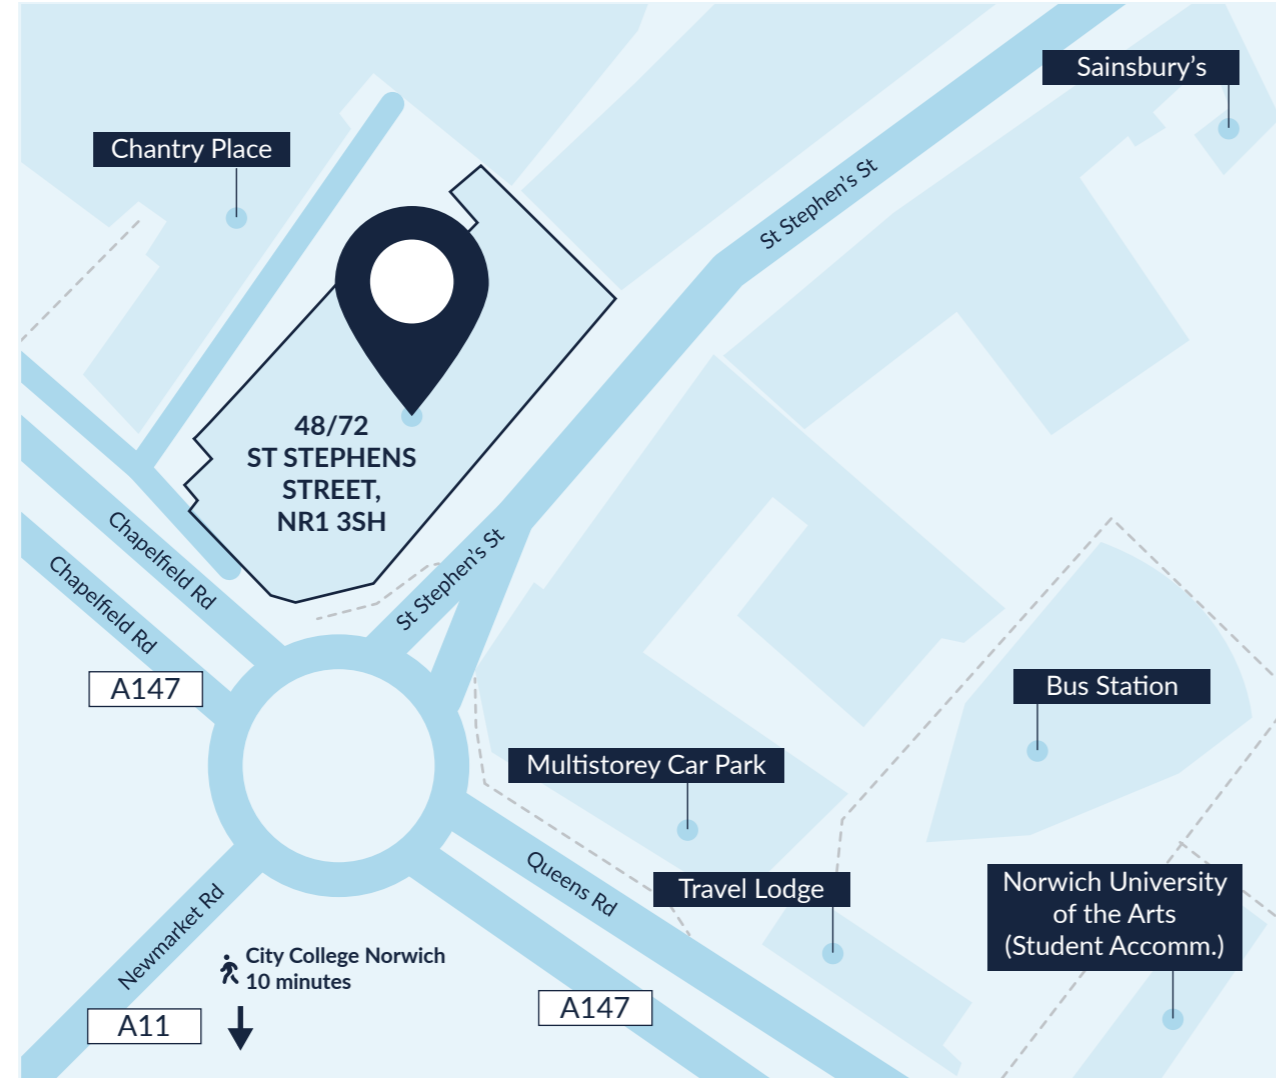 Sainsbury’s
Chantry Place
St Stephen’s St
48/72
ST STEPHENS
STREET,
NR1 3SH
Chapelfield Rd
Chapelfield Rd
St Stephen’s St
A147
Bus Station
Multistorey Car Park
Queens Rd
Travel Lodge
Norwich University
of the Arts
(Student Accomm.)
Newmarket Rd
City College Norwich
10 minutes
A11
A147